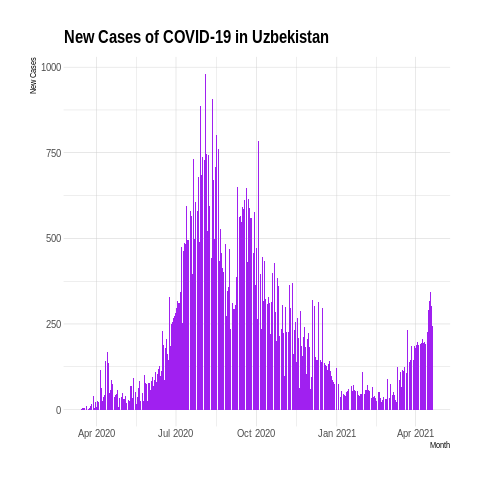 New Cases of COVID-19 in Uzbekistan
New Cases
1000
750
500
250
0
Apr 2020 Jul 2020 Oct 2020 Jan 2021 Apr 2021
Month